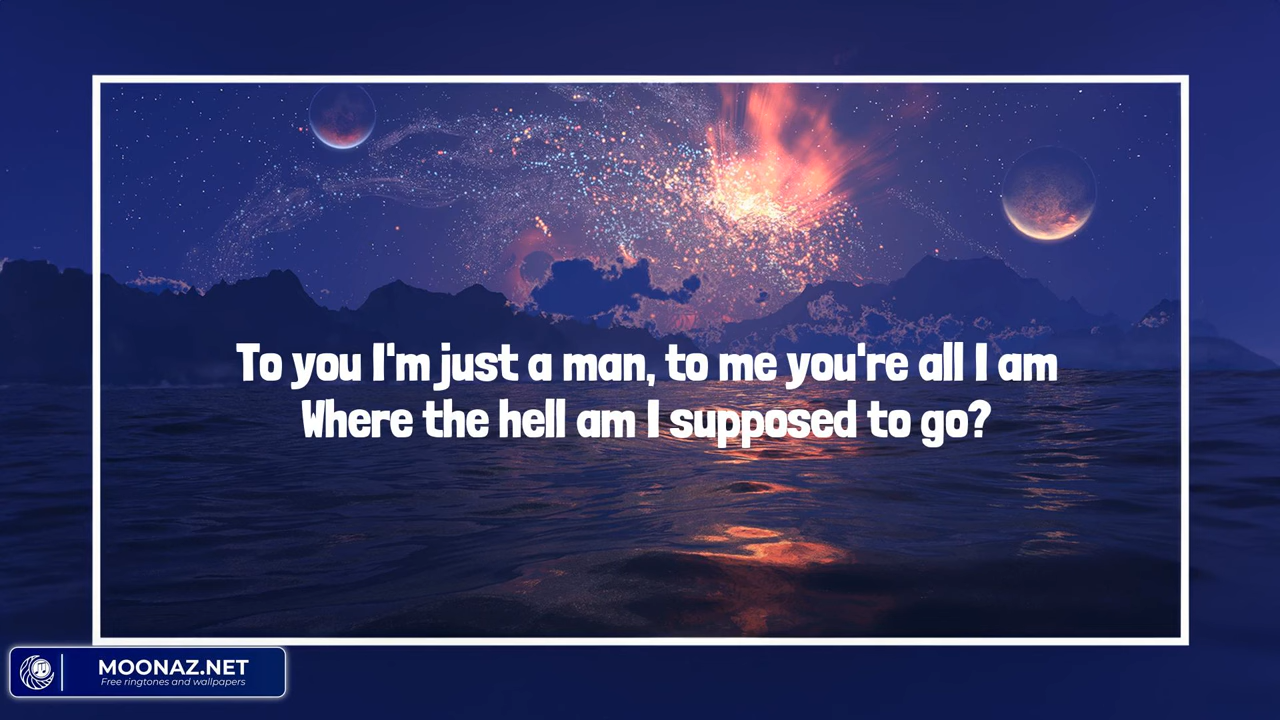 To you I'm just a man, to me you're all I am
Where the hell am I supposed to go?
MOONAZ.NET
Free ringtones and wallpapers